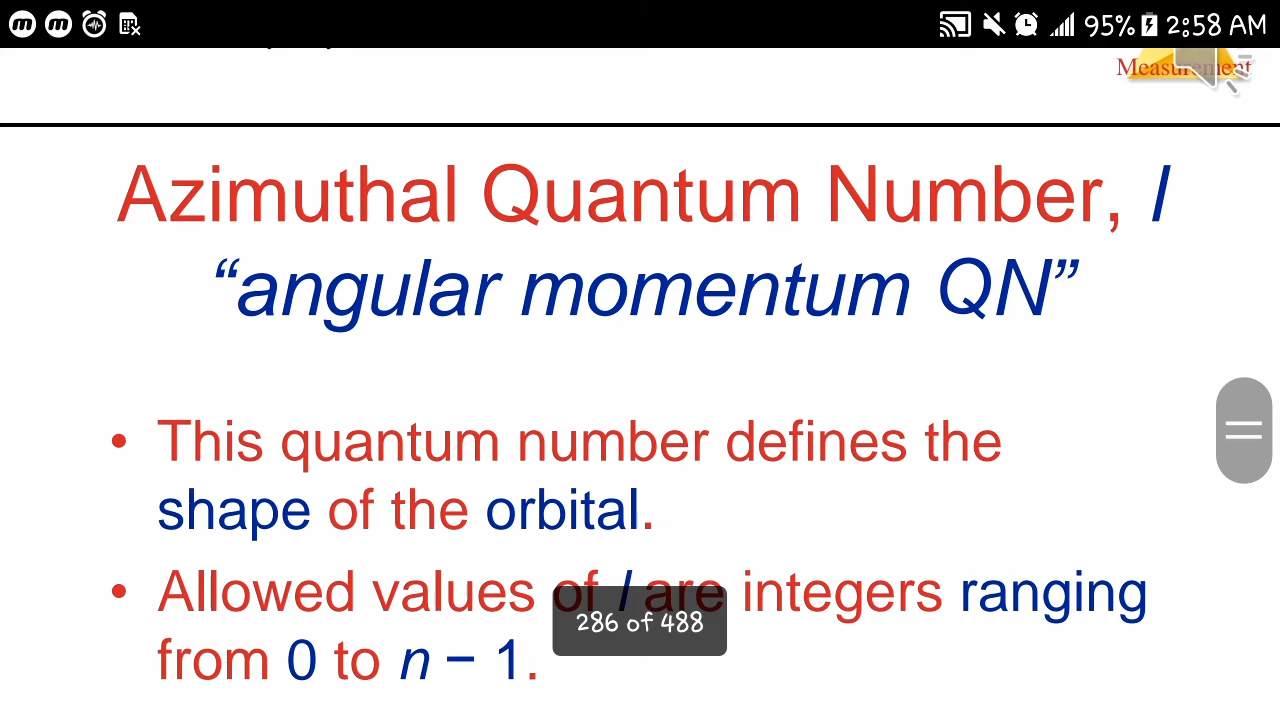 95% 2:58 AM
Measurement
Azimuthal Quantum Number, l
“angular momentum QN”
• This quantum number defines the
shape of the orbital.
• Allowed values of l are integers ranging
286 of 488
from 0 to n − 1.